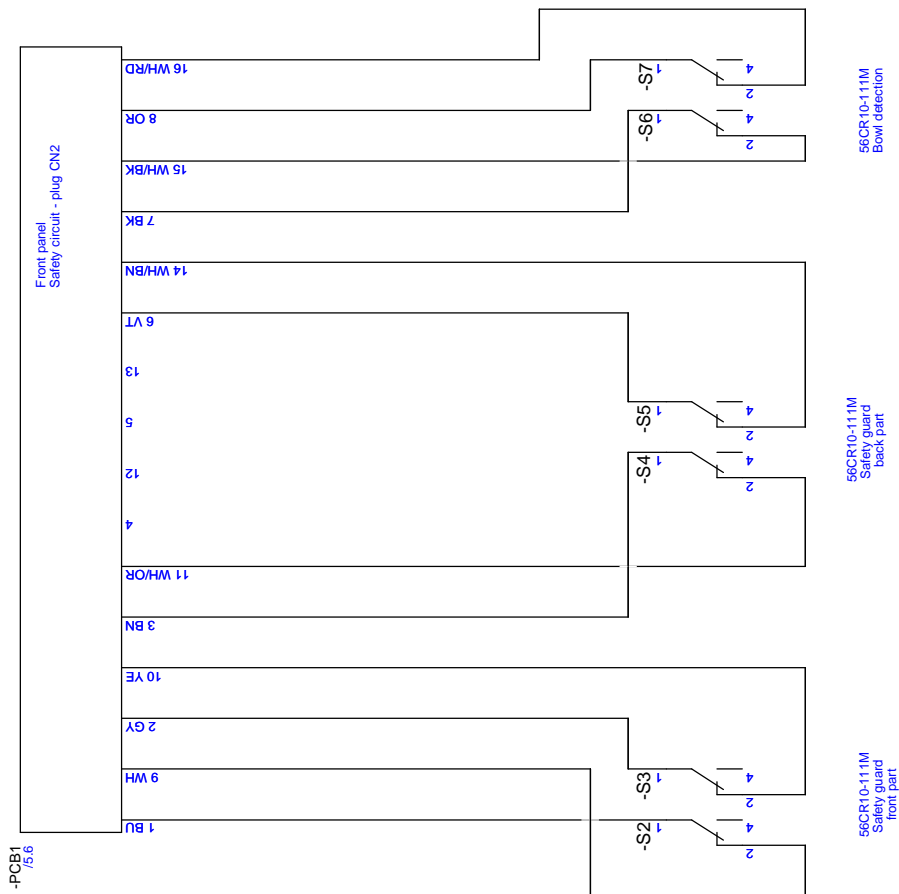 16 WH/RD
8 OR
15 WH/BK
7 BK
14 WH/BN
6 VT
13
5
12
4
11 WH/OR
3 BN
10 YE
2 GY
9 WH
1 BU
Front panel
Safety circuit - plug CN2
-PCB1
/5.6
-S7
1
4
2
-S6
1
4
2
56CR10-111M
Bowl detection
-S5
1
4
2
-S4
1
4
2
56CR10-111M
Safety guard
back part
-S3
1
4
2
-S2
1
4
2
56CR10-111M
Safety guard
front part